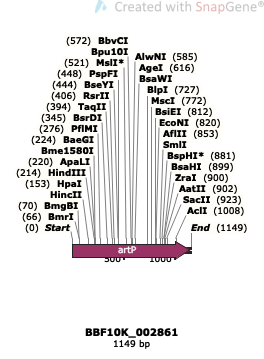 Created with SnapGene®
(572) BbvCI
Bpu10I
(521) MslI*
(448) PspFI
(444) BseYI
(406) RsrII
(394) TaqII
(345) BsrDI
(276) PflMI
(224) BaeGI
Bme1580I
(220) ApaLI
(214) HindIII
(153) HpaI
HincII
(70) BmgBI
(66) BmrI
(0) Start
AlwNI (585)
AgeI (616)
BsaWI
BlpI (727)
MscI (772)
BsiEI (812)
EcoNI (820)
AflII (853)
SmlI
BspHI* (881)
BsaHI (899)
ZraI (900)
AatII (902)
SacII (923)
AclI (1008)
End (1149)
artP
500
1000
BBF10K_002861
1149 bp